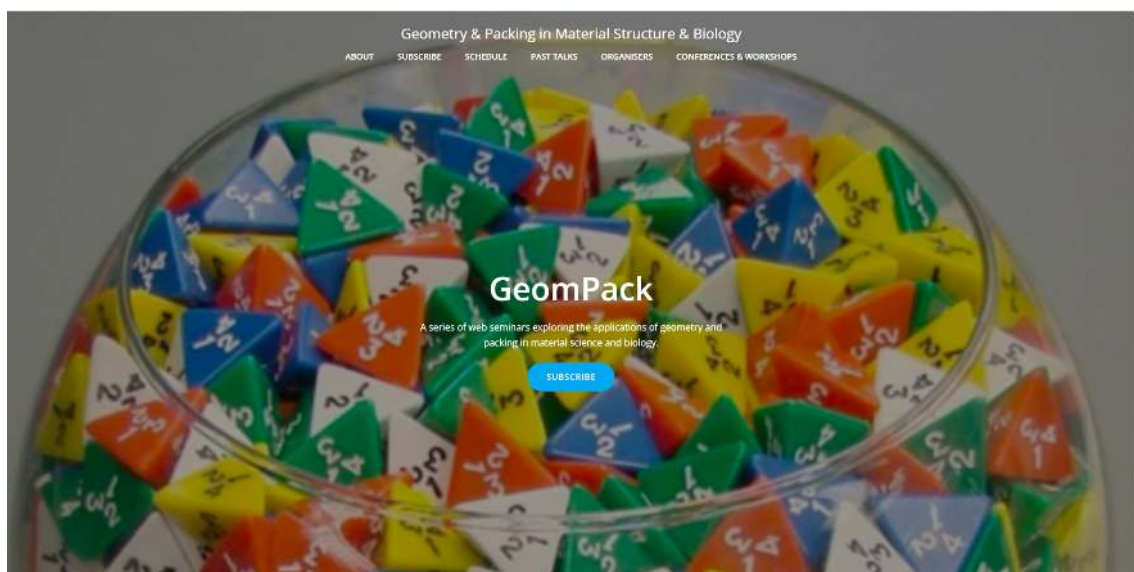 Geometry & Packing in Material Structure & Biology
ABOUT SUBSCRIBE SCHEDULE PAST TALKS ORGANISERS CONFERENCES & WORKSHOPS
GeomPack
A series of web seminars exploring the applications of geometry and
packing in material science and biology.
SUBSCRIBE